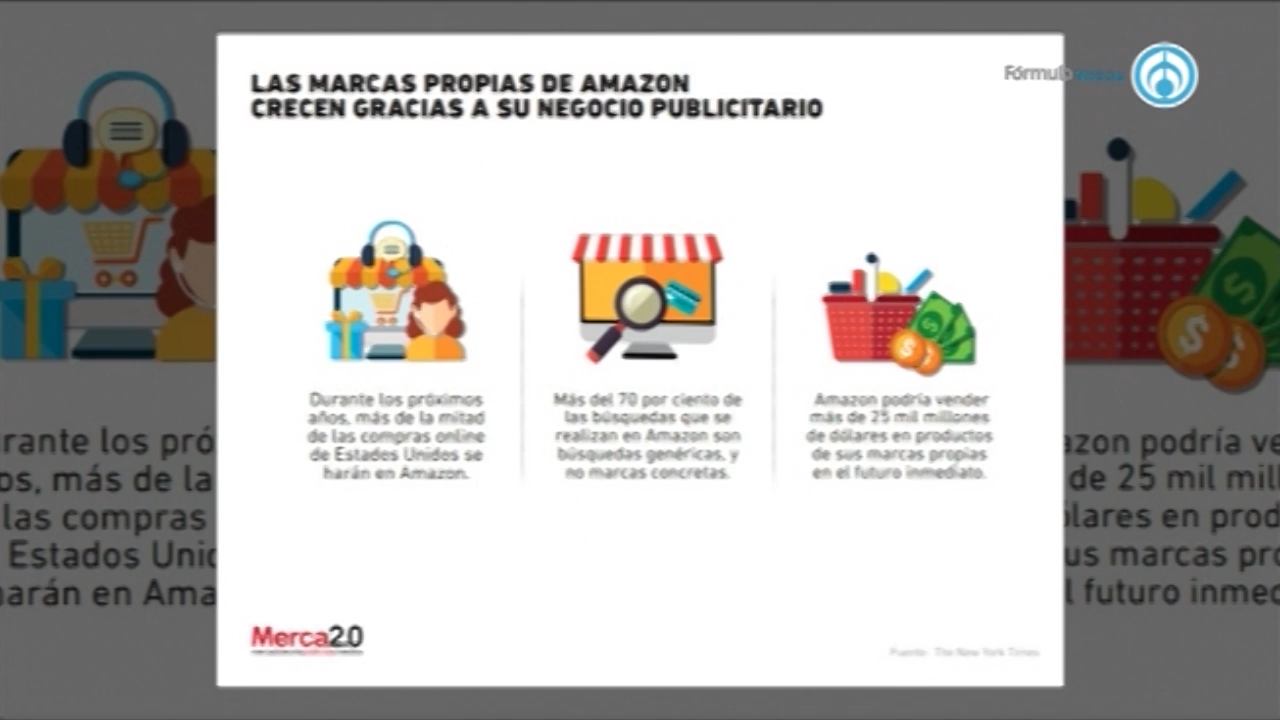 LAS MARCAS PROPIAS DE AMAZON
CRECEN GRACIAS A SU NEGOCIO PUBLICITARIO
Fórmula
Durante los próximos
años, más de la mitad
de las compras online
de Estados Unidos se
harán en Amazon.
Más del 70 por ciento de
las búsquedas que se
realizan en Amazon son
búsquedas genéricas, y
no marcas concretas.
Amazon podría vender
más de 25 mil millones
de dólares en productos
de sus marcas propias
en el futuro inmediato.
Merca2.0
Fuente: The New York Times
urante los pró
os, más de la
las compras
Estados Unid
harán en Ama
azon podría ve
de 25 mil mill
ólares en prod
us marcas pro
l futuro inmed